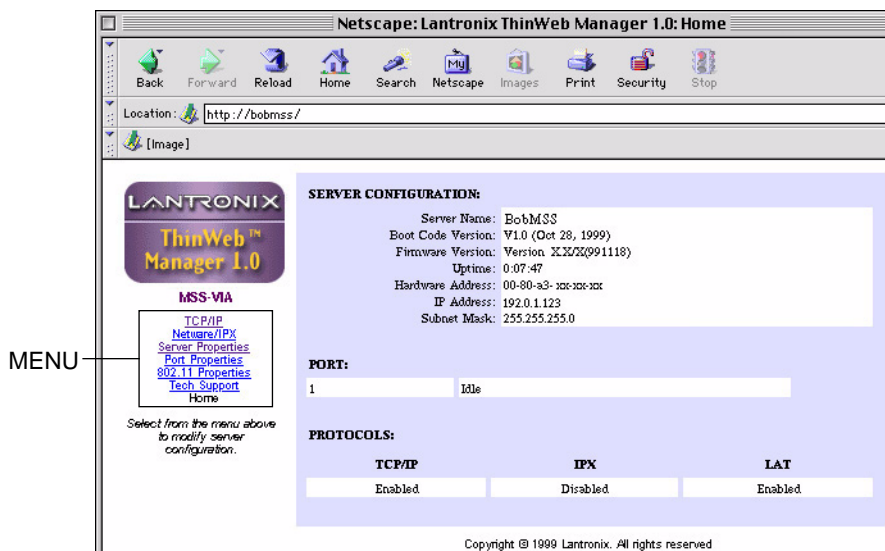 Netscape: Lantronix ThinWeb Manager 1.0: Home
Back Forward Reload Home Search Netscape Images Print Security Stop
My
Location: http://bobmss/
[Image]
LANTRONIX
ThinWeb™
Manager 1.0
MSS-VIA
MENU
TCP/IP
Netware/IPX
Server Properties
Port Properties
802.11 Properties
Tech Support
Home
Select from the menu above
to modify server
configuration.
SERVER CONFIGURATION:
Server Name: BobMSS
Boot Code Version: V1.0 (Oct 28, 1999)
Firmware Version: Version X.X/X(991118)
Uptime: 0:07:47
Hardware Address: 00-80-a3-xx-xx-xx
IP Address: 192.0.1.123
Subnet Mask: 255.255.255.0
PORT:
1 Idle
PROTOCOLS:
TCP/IP IPX LAT
Enabled Disabled Enabled
Copyright © 1999 Lantronix. All rights reserved